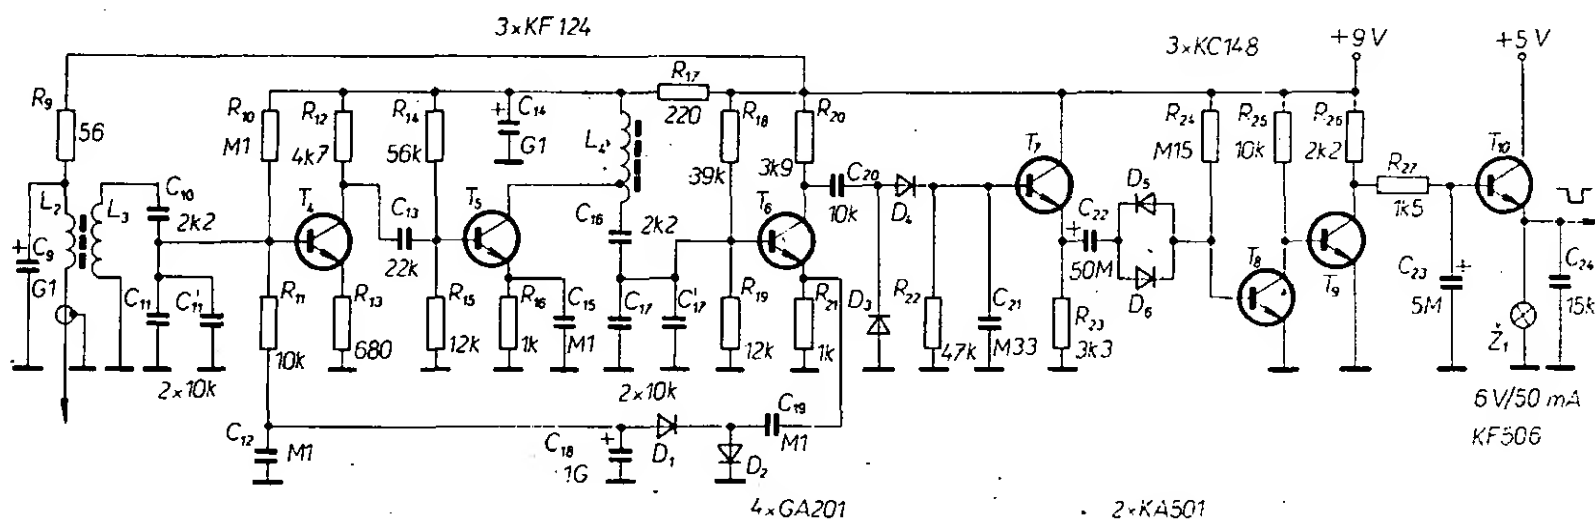 3×KF124
3×KC148
+9V
+5V
R9
56
R10
M1
R12
4k7
R14
56k
+
C14
G1
L4
R17
220
R18
39k
R20
3k9
C20
10k
D4
T7
R24
M15
R25
10k
R26
2k2
R27
1k5
T10
L2
L3
C10
2k2
T4
C13
22k
T5
C16
2k2
T6
C22
+
50M
D5
D6
T8
T9
+
C9
G1
C11
C'11
2×10k
R11
10k
R13
680
R15
12k
R16
1k
C15
M1
C17
C'17
2×10k
R19
12k
R21
1k
D3
R22
47k
C21
M33
R23
3k3
C23
+
5M
Ž1
C24
15k
6V/50 mA
KF506
C12
M1
C18
+
1G
D1
D2
C19
M1
4×GA201
2×KA501